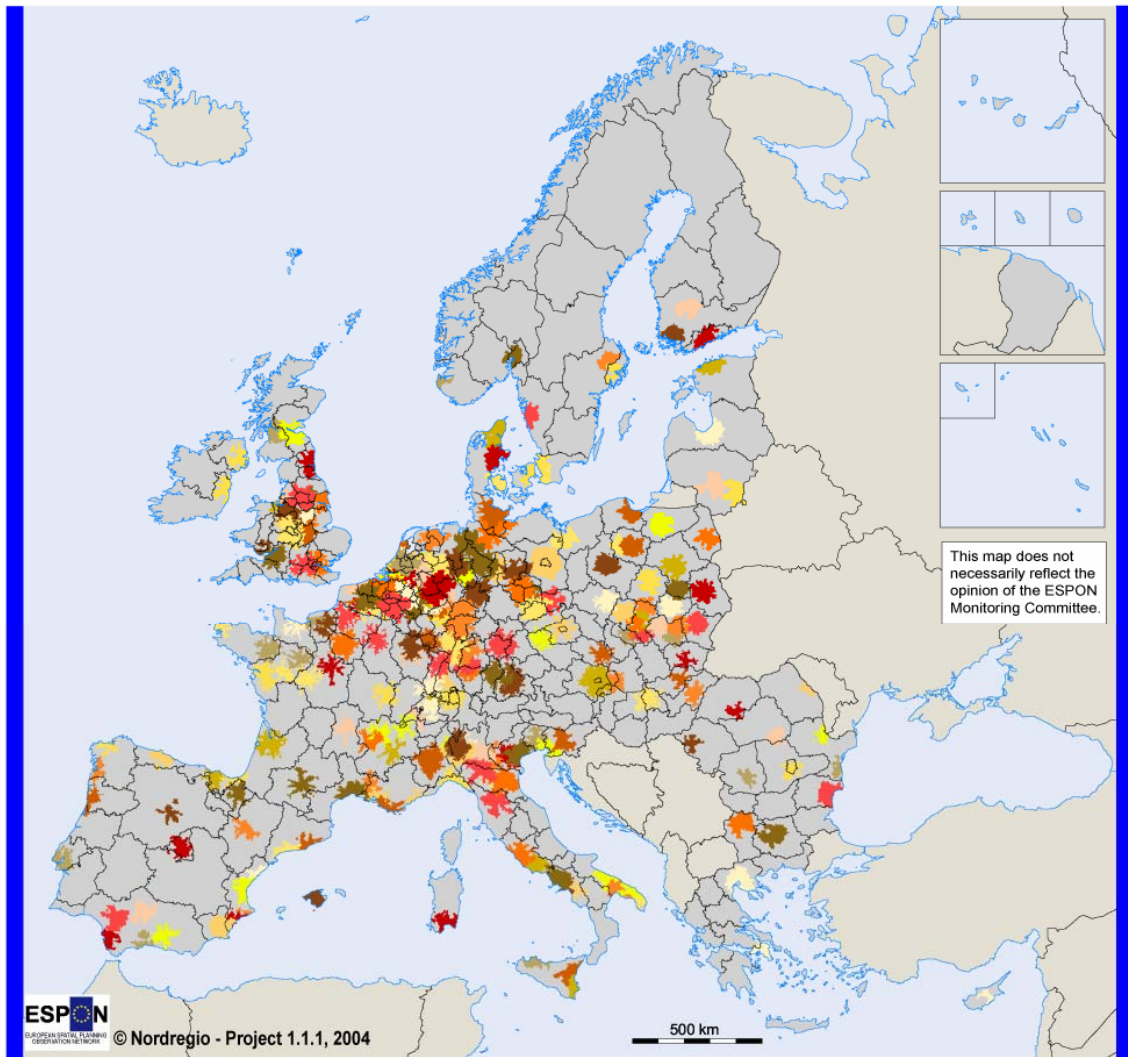 This map does not
necessarily reflect the
opinion of the ESPON
Monitoring Committee.
ESPON
EUROPEAN SPATIAL PLANNING
OBSERVATION NETWORK
© Nordregio - Project 1.1.1, 2004
500 km